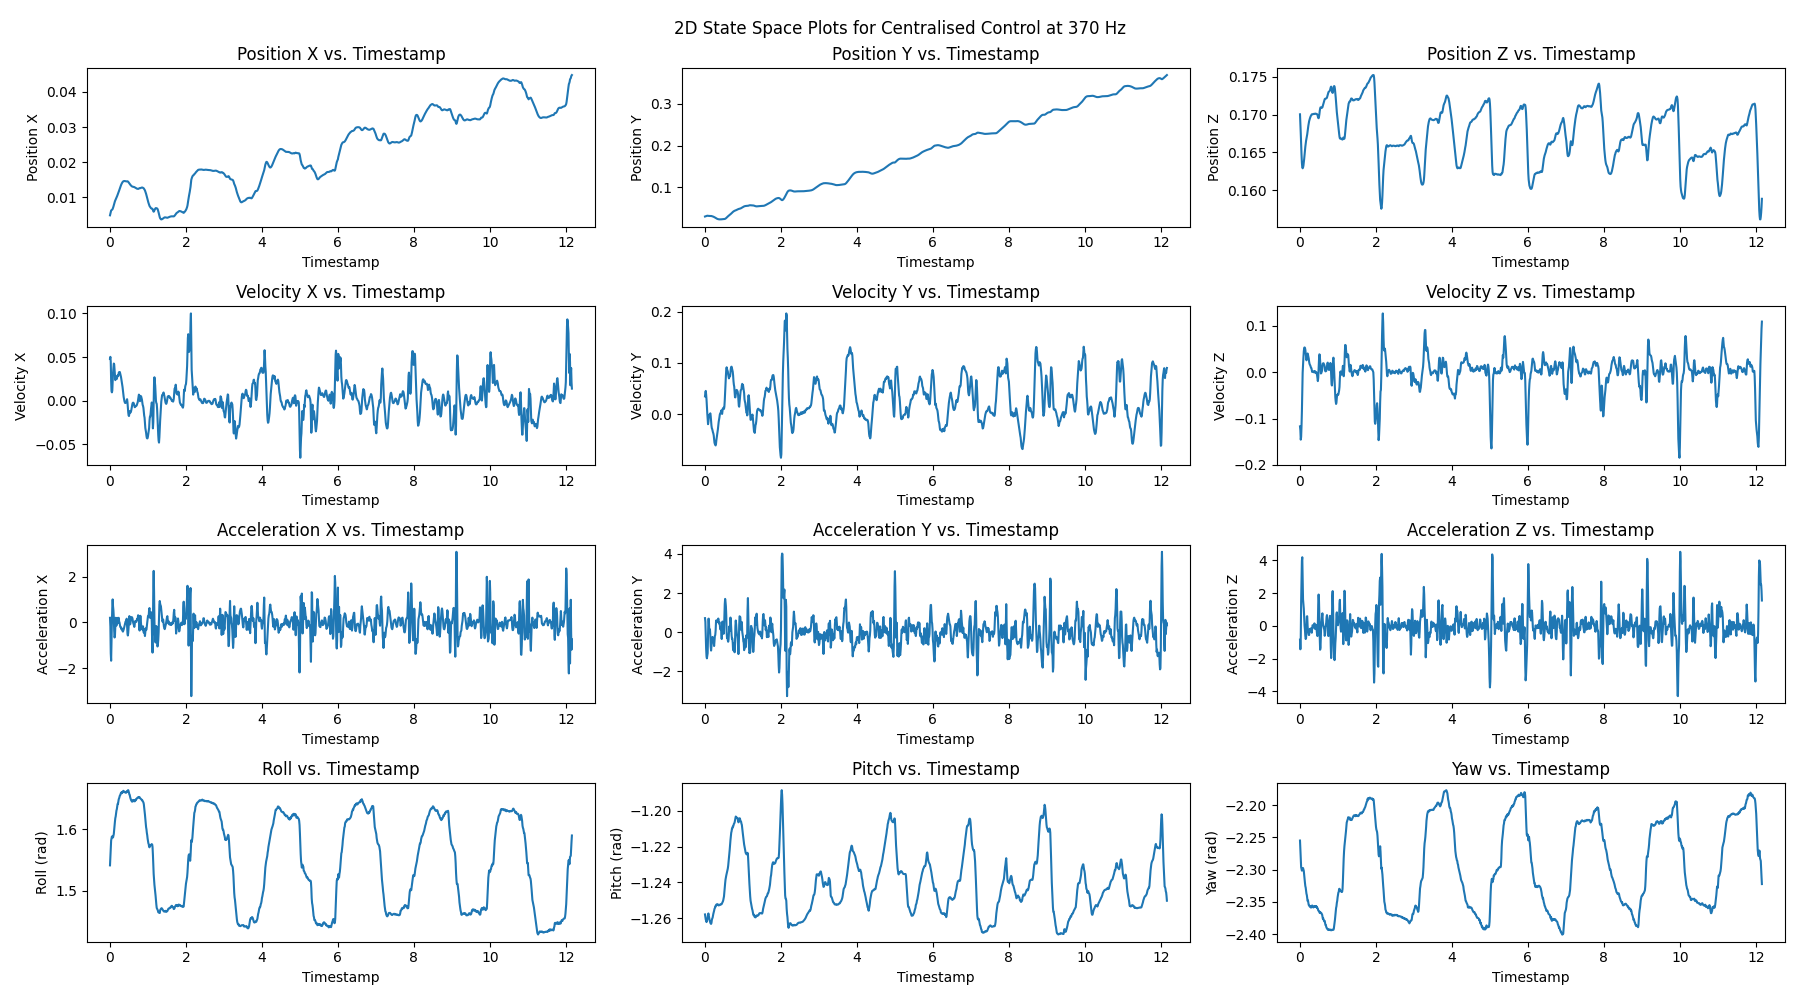 2D State Space Plots for Centralised Control at 370 Hz
Position X vs. Timestamp
Position X
0.04
0.03
0.02
0.01
0 2 4 6 8 10 12
Timestamp
Position Y vs. Timestamp
Position Y
0.3
0.2
0.1
0 2 4 6 8 10 12
Timestamp
Position Z vs. Timestamp
Position Z
0.175
0.170
0.165
0.160
0 2 4 6 8 10 12
Timestamp
Velocity X vs. Timestamp
Velocity X
0.10
0.05
0.00
−0.05
0 2 4 6 8 10 12
Timestamp
Velocity Y vs. Timestamp
Velocity Y
0.2
0.1
0.0
0 2 4 6 8 10 12
Timestamp
Velocity Z vs. Timestamp
Velocity Z
0.1
0.0
−0.1
−0.2
0 2 4 6 8 10 12
Timestamp
Acceleration X vs. Timestamp
Acceleration X
2
0
−2
0 2 4 6 8 10 12
Timestamp
Acceleration Y vs. Timestamp
Acceleration Y
4
2
0
−2
0 2 4 6 8 10 12
Timestamp
Acceleration Z vs. Timestamp
Acceleration Z
4
2
0
−2
−4
0 2 4 6 8 10 12
Timestamp
Roll vs. Timestamp
Roll (rad)
1.6
1.5
0 2 4 6 8 10 12
Timestamp
Pitch vs. Timestamp
Pitch (rad)
−1.20
−1.22
−1.24
−1.26
0 2 4 6 8 10 12
Timestamp
Yaw vs. Timestamp
Yaw (rad)
−2.20
−2.25
−2.30
−2.35
−2.40
0 2 4 6 8 10 12
Timestamp